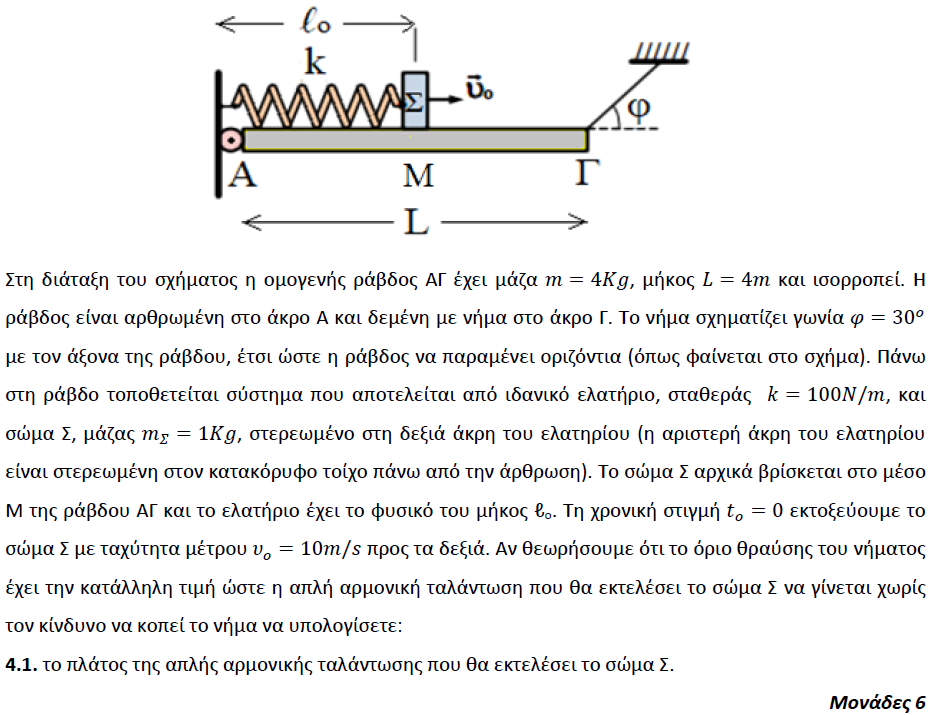 ℓο
k
Σ
υ⃗ο
φ
Α
Μ
Γ
L
Στη διάταξη του σχήματος η ομογενής ράβδος ΑΓ έχει μάζα m = 4Kg, μήκος L = 4m και ισορροπεί. Η
ράβδος είναι αρθρωμένη στο άκρο Α και δεμένη με νήμα στο άκρο Γ. Το νήμα σχηματίζει γωνία φ = 30ᵒ
με τον άξονα της ράβδου, έτσι ώστε η ράβδος να παραμένει οριζόντια (όπως φαίνεται στο σχήμα). Πάνω
στη ράβδο τοποθετείται σύστημα που αποτελείται από ιδανικό ελατήριο, σταθεράς k = 100N/m, και
σώμα Σ, μάζας m_Σ = 1Kg, στερεωμένο στη δεξιά άκρη του ελατηρίου (η αριστερή άκρη του ελατηρίου
είναι στερεωμένη στον κατακόρυφο τοίχο πάνω από την άρθρωση). Το σώμα Σ αρχικά βρίσκεται στο μέσο
Μ της ράβδου ΑΓ και το ελατήριο έχει το φυσικό του μήκος ℓₒ. Τη χρονική στιγμή tₒ = 0 εκτοξεύουμε το
σώμα Σ με ταχύτητα μέτρου υₒ = 10m/s προς τα δεξιά. Αν θεωρήσουμε ότι το όριο θραύσης του νήματος
έχει την κατάλληλη τιμή ώστε η απλή αρμονική ταλάντωση που θα εκτελέσει το σώμα Σ να γίνεται χωρίς
τον κίνδυνο να κοπεί το νήμα να υπολογίσετε:
4.1. το πλάτος της απλής αρμονικής ταλάντωσης που θα εκτελέσει το σώμα Σ.
Μονάδες 6